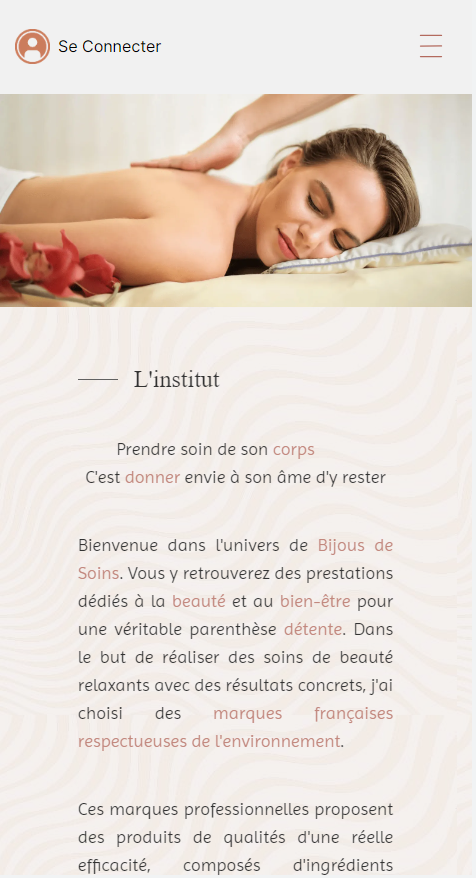 Se Connecter
L'institut
Prendre soin de son corps
C'est donner envie à son âme d'y rester
Bienvenue dans l'univers de Bijous de
Soins. Vous y retrouverez des prestations
dédiés à la beauté et au bien-être pour
une véritable parenthèse détente. Dans
le but de réaliser des soins de beauté
relaxants avec des résultats concrets, j'ai
choisi des marques françaises
respectueuses de l'environnement.
Ces marques professionnelles proposent
des produits de qualités d'une réelle
efficacité, composés d'ingrédients